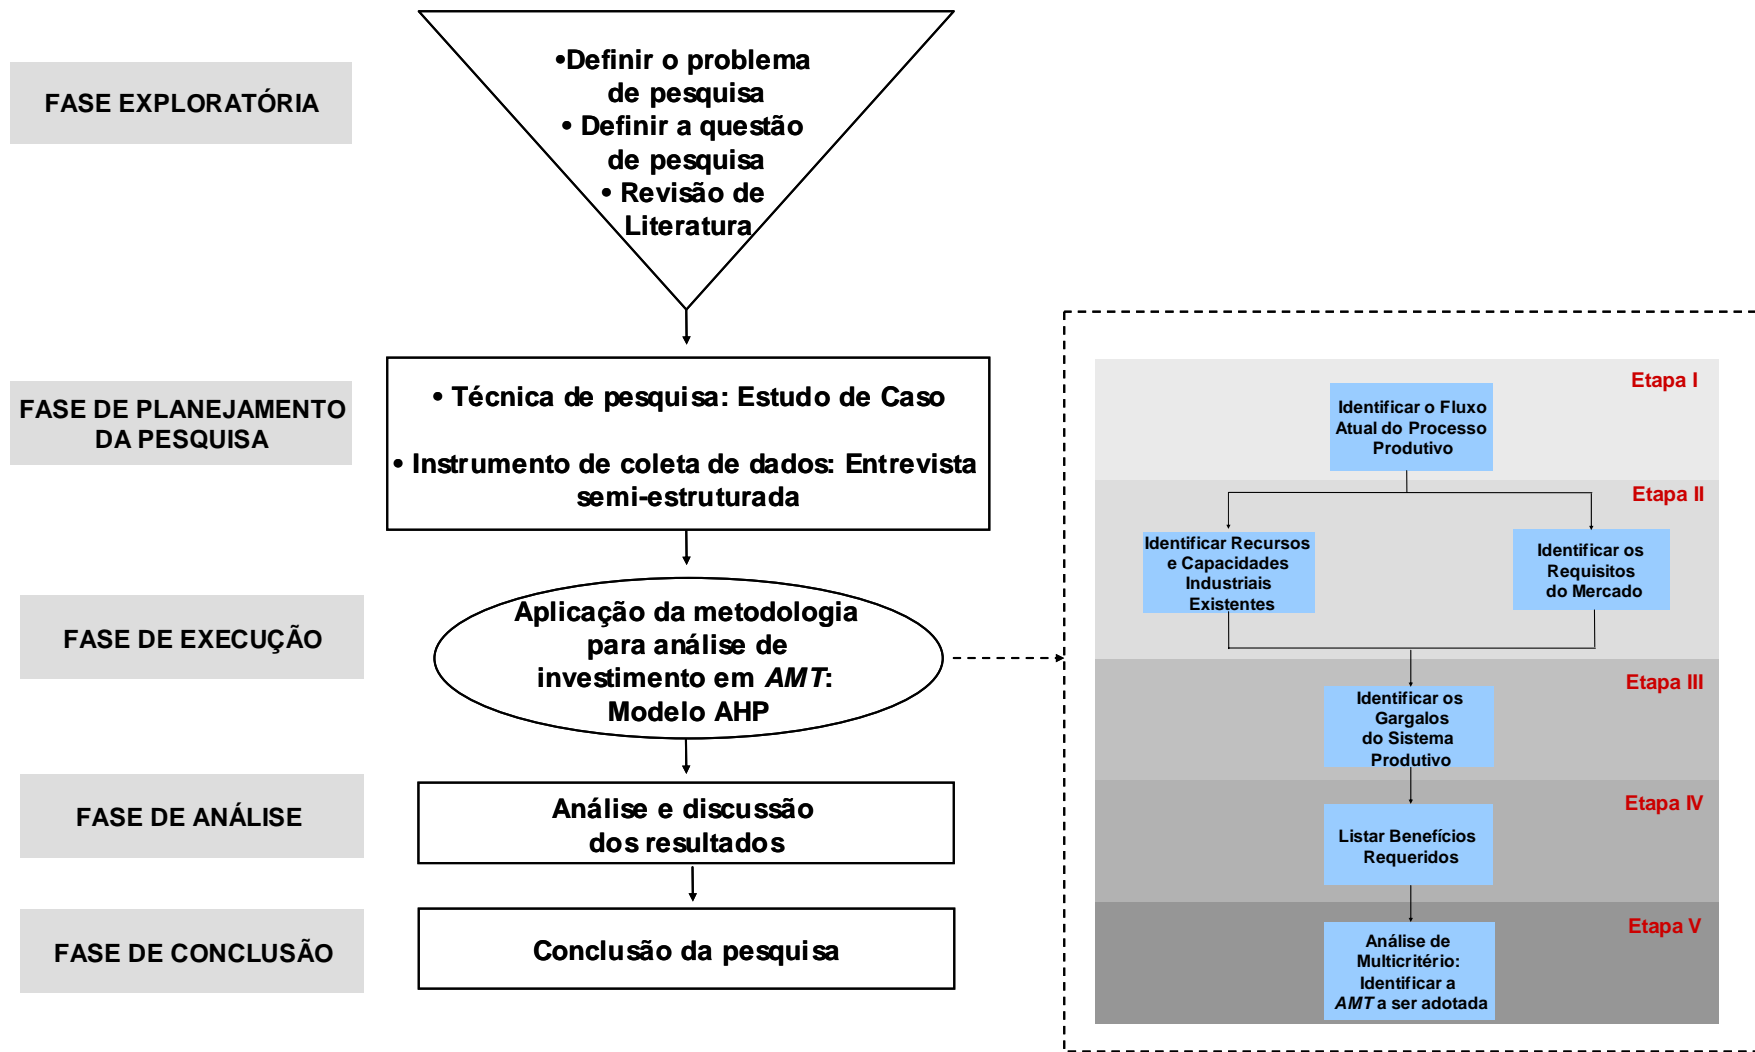 FASE EXPLORATÓRIA
•Definir o problema
de pesquisa
• Definir a questão
de pesquisa
• Revisão de
Literatura
FASE DE PLANEJAMENTO
DA PESQUISA
• Técnica de pesquisa: Estudo de Caso
• Instrumento de coleta de dados: Entrevista
semi-estruturada
FASE DE EXECUÇÃO
Aplicação da metodologia
para análise de
investimento em AMT:
Modelo AHP
FASE DE ANÁLISE
Análise e discussão
dos resultados
FASE DE CONCLUSÃO
Conclusão da pesquisa
Etapa I
Identificar o Fluxo
Atual do Processo
Produtivo
Etapa II
Identificar Recursos
e Capacidades
Industriais
Existentes
Identificar os
Requisitos
do Mercado
Etapa III
Identificar os
Gargalos
do Sistema
Produtivo
Etapa IV
Listar Benefícios
Requeridos
Etapa V
Análise de
Multicritério:
Identificar a
AMT a ser adotada